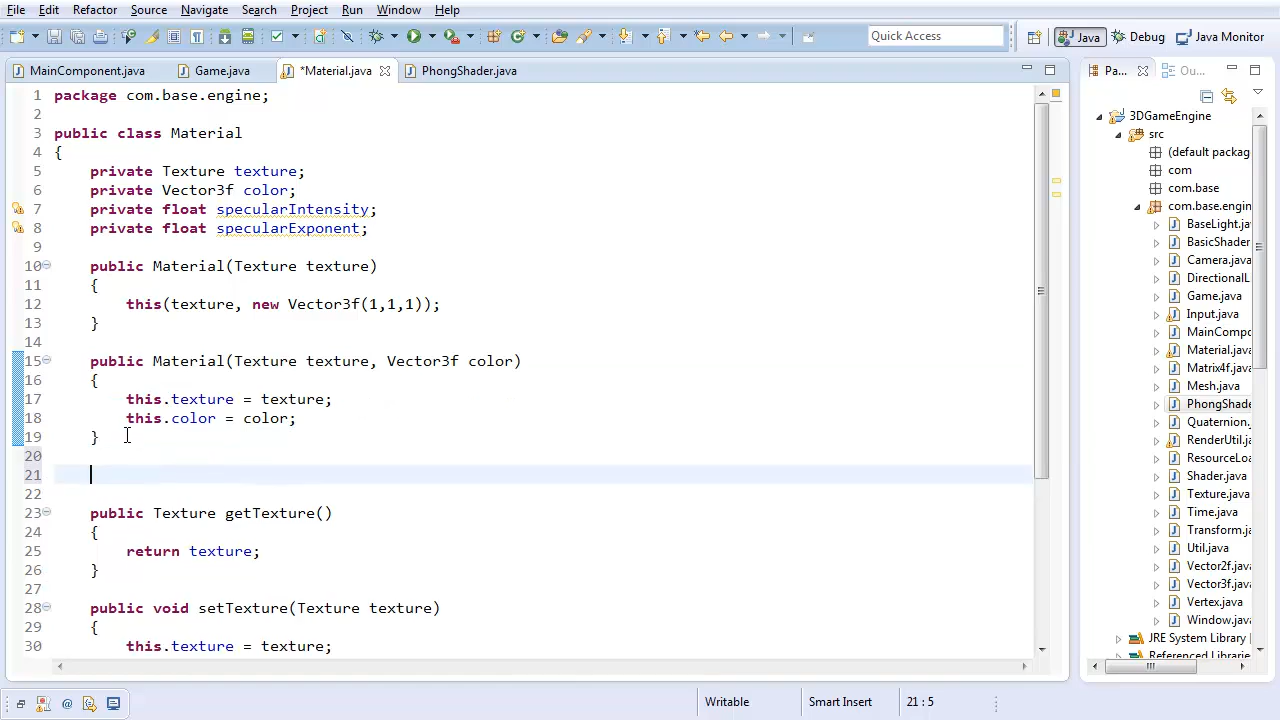 File Edit Refactor Source Navigate Search Project Run Window Help
Quick Access
Java
Debug
Java Monitor
MainComponent.java
Game.java
*Material.java
PhongShader.java
Pa...
Ou...
1 package com.base.engine;
2
3 public class Material
4 {
5 private Texture texture;
6 private Vector3f color;
7 private float specularIntensity;
8 private float specularExponent;
9
10 public Material(Texture texture)
11 {
12 this(texture, new Vector3f(1,1,1));
13 }
14
15 public Material(Texture texture, Vector3f color)
16 {
17 this.texture = texture;
18 this.color = color;
19 }
20
21
22
23 public Texture getTexture()
24 {
25 return texture;
26 }
27
28 public void setTexture(Texture texture)
29 {
30 this.texture = texture;
3DGameEngine
src
(default packag
com
com.base
com.base.engin
BaseLight.ja
BasicShader
Camera.java
DirectionalL
Game.java
Input.java
MainCompo
Material.java
Matrix4f.java
Mesh.java
PhongShade
Quaternion.
RenderUtil.j
ResourceLoa
Shader.java
Texture.java
Time.java
Transform.ja
Util.java
Vector2f.java
Vector3f.java
Vertex.java
Window.java
JRE System Library
Referenced Libraries
Writable
Smart Insert
21 : 5